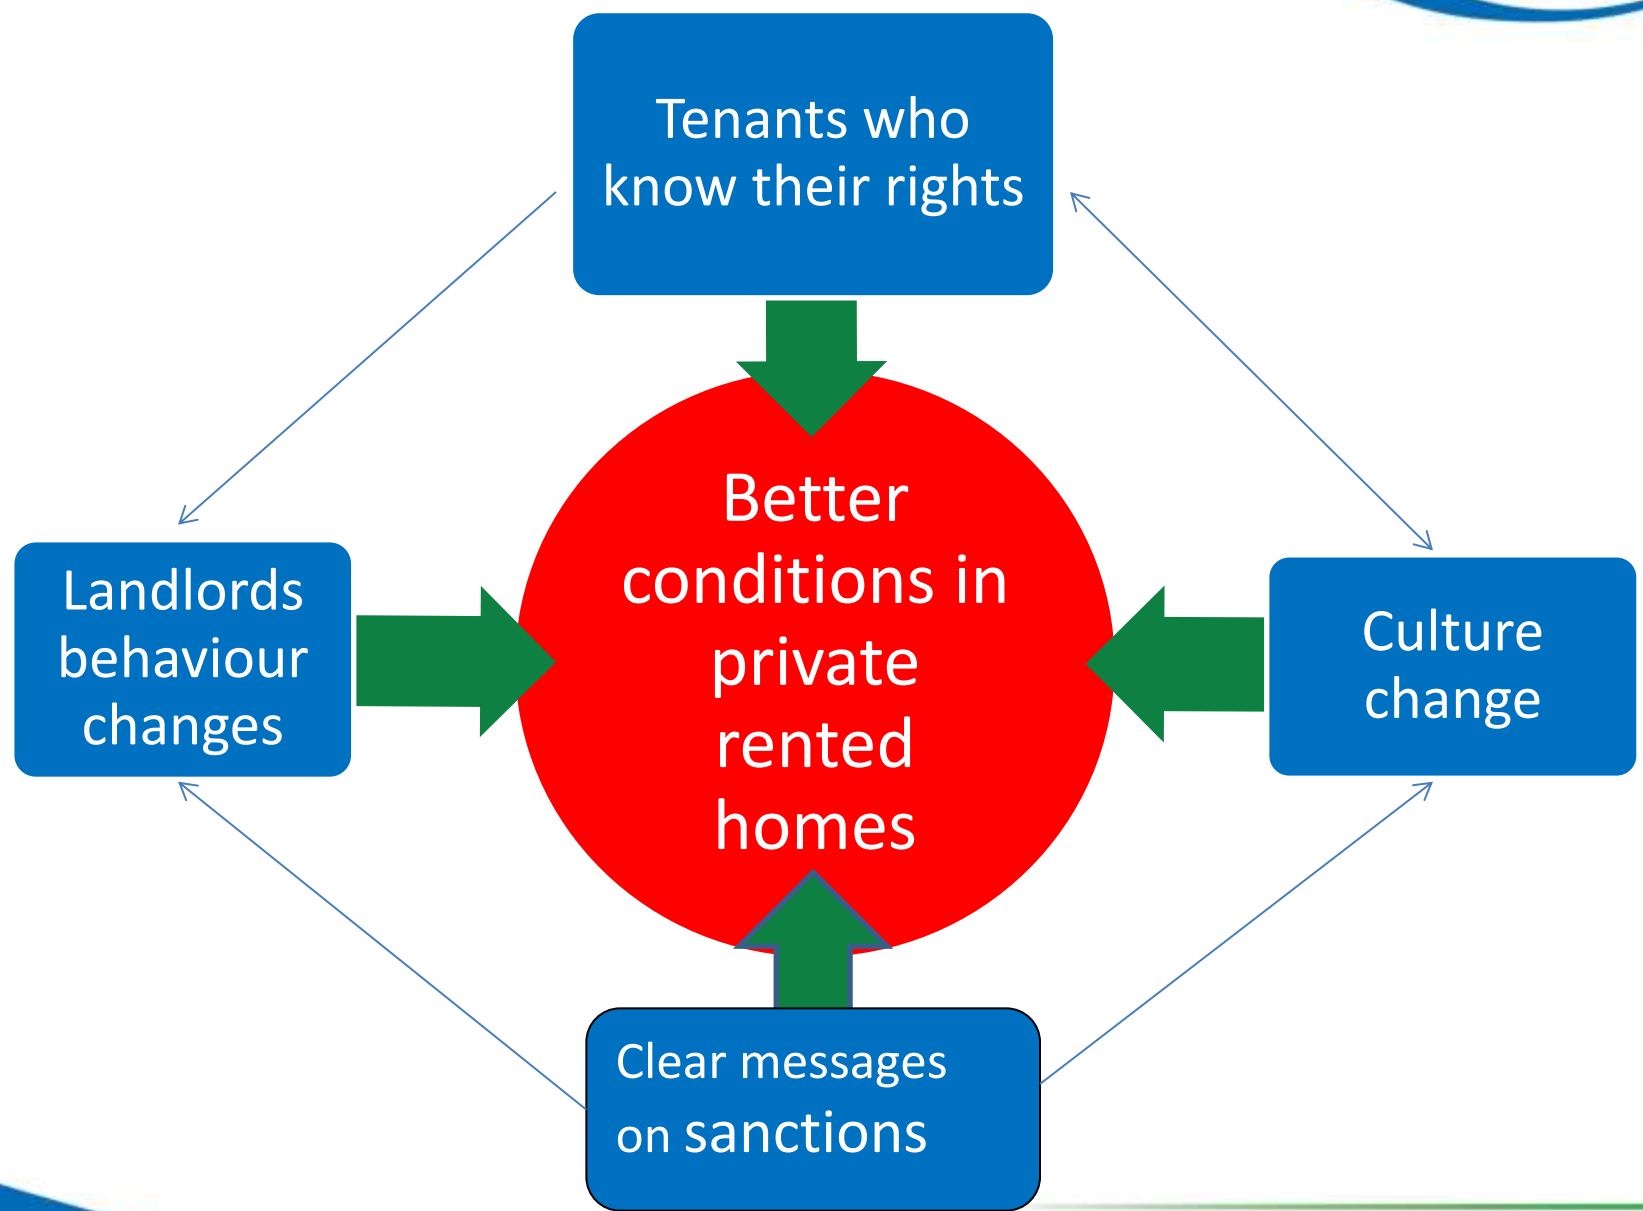 Tenants who
know their rights
Better
conditions in
private
rented
homes
Landlords
behaviour
changes
Culture
change
Clear messages
on sanctions